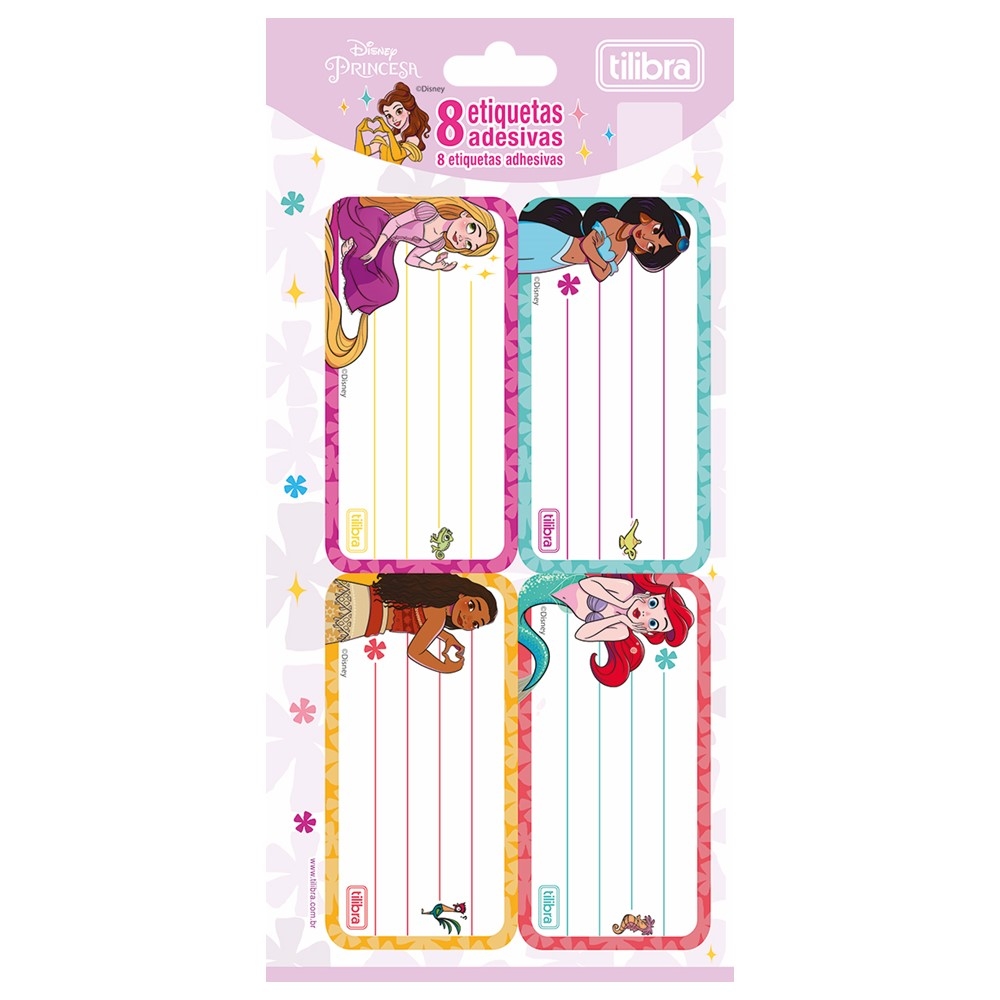 Disney
PRINCESA
©Disney
tilibra
8 etiquetas
adesivas
8 etiquetas adhesivas
©Disney
tilibra
©Disney
tilibra
©Disney
tilibra
©Disney
tilibra
www.tilibra.com.br